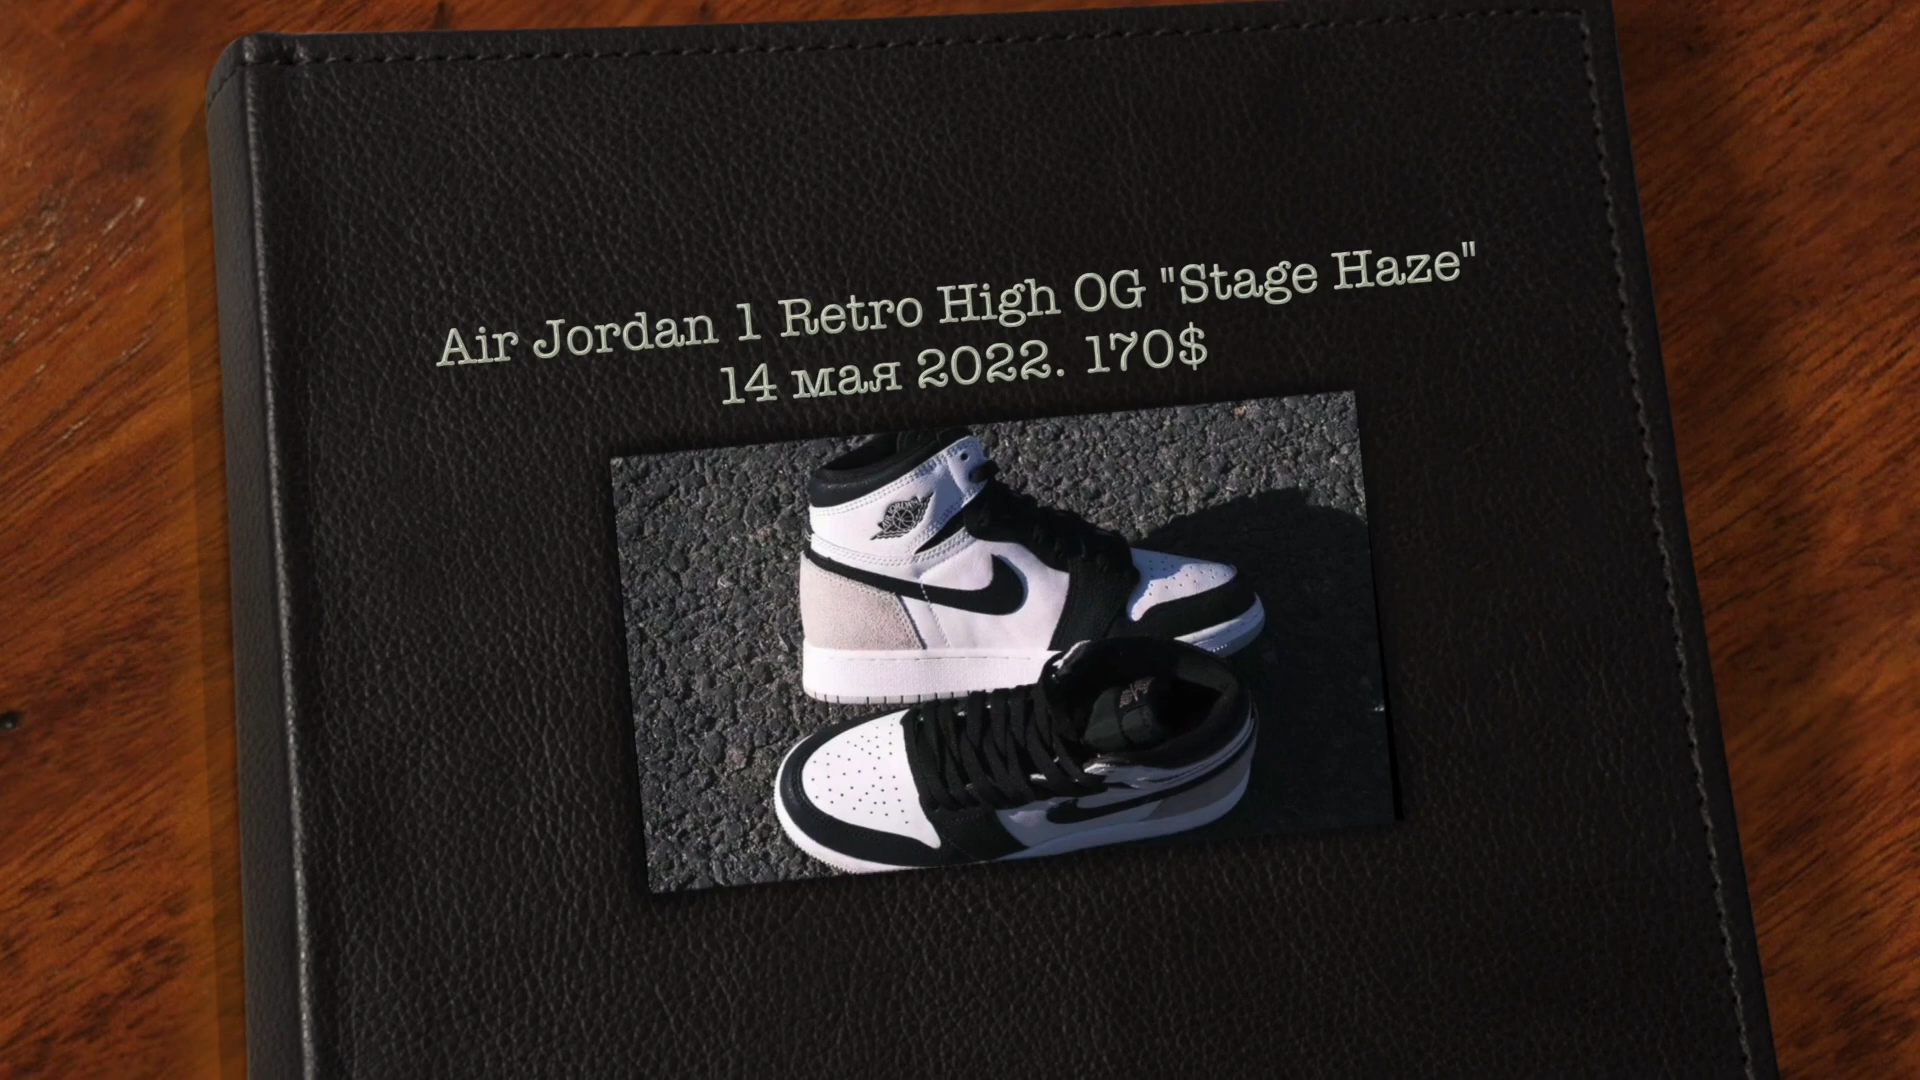 Air Jordan 1 Retro High OG "Stage Haze"
14 мая 2022. 170$